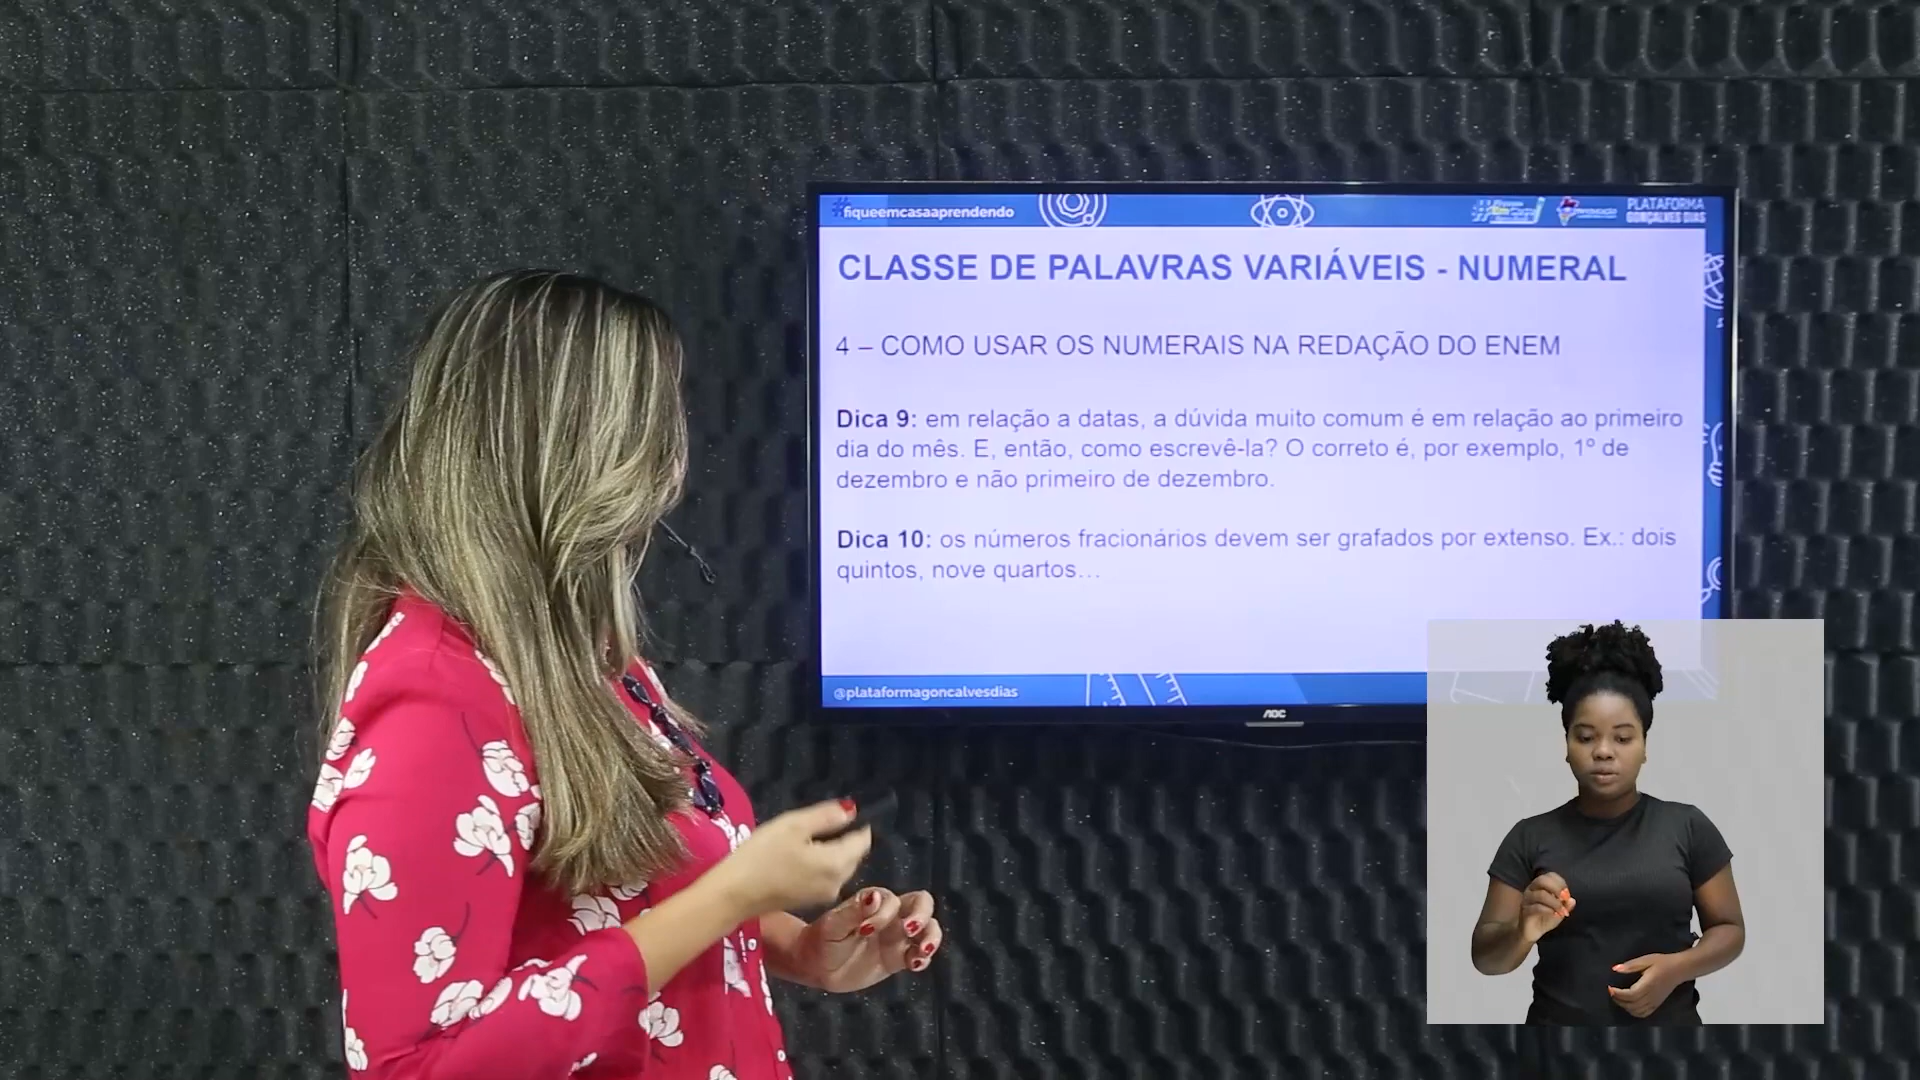 #fiqueemcasaaprendendo
PLATAFORMA
GONÇALVES DIAS
CLASSE DE PALAVRAS VARIÁVEIS - NUMERAL
4 – COMO USAR OS NUMERAIS NA REDAÇÃO DO ENEM
Dica 9: em relação a datas, a dúvida muito comum é em relação ao primeiro
dia do mês. E, então, como escrevê-la? O correto é, por exemplo, 1º de
dezembro e não primeiro de dezembro.
Dica 10: os números fracionários devem ser grafados por extenso. Ex.: dois
quintos, nove quartos…
@plataformagoncalvesdias
AOC